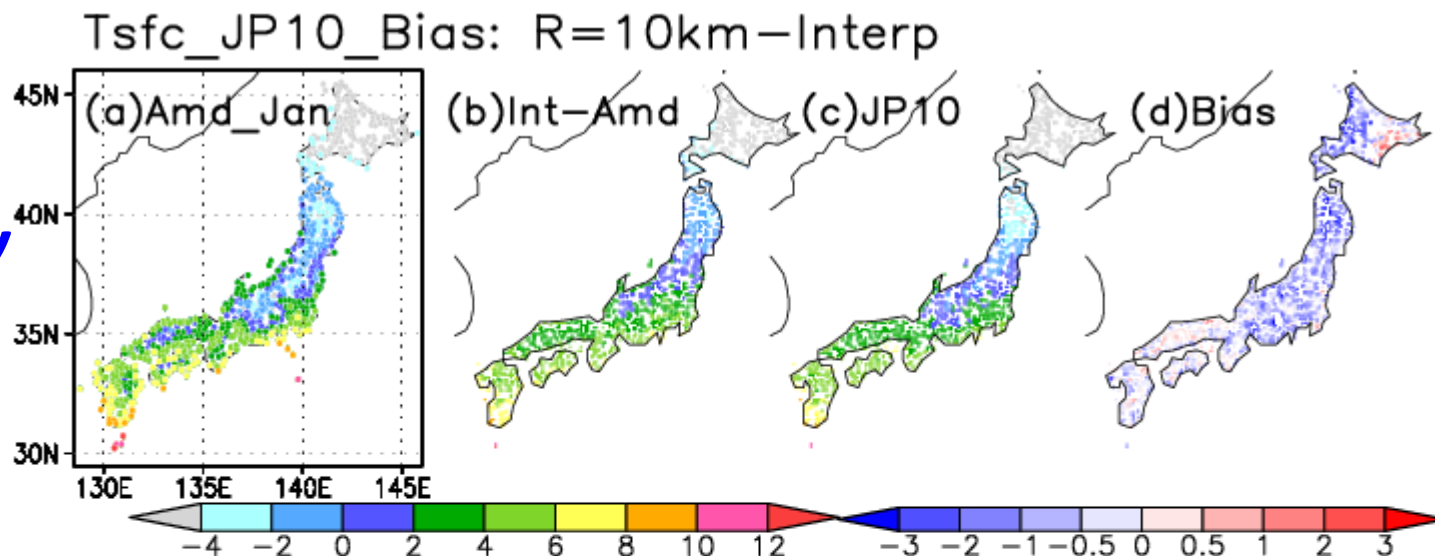 Tsfc_JP10_Bias: R=10km-Interp
(a)Amd_Jan (b)Int-Amd (c)JP10 (d)Bias
45N
40N
35N
30N
130E 135E 140E 145E
-4 -2 0 2 4 6 8 10 12 -3 -2 -1 -0.5 0 0.5 1 2 3